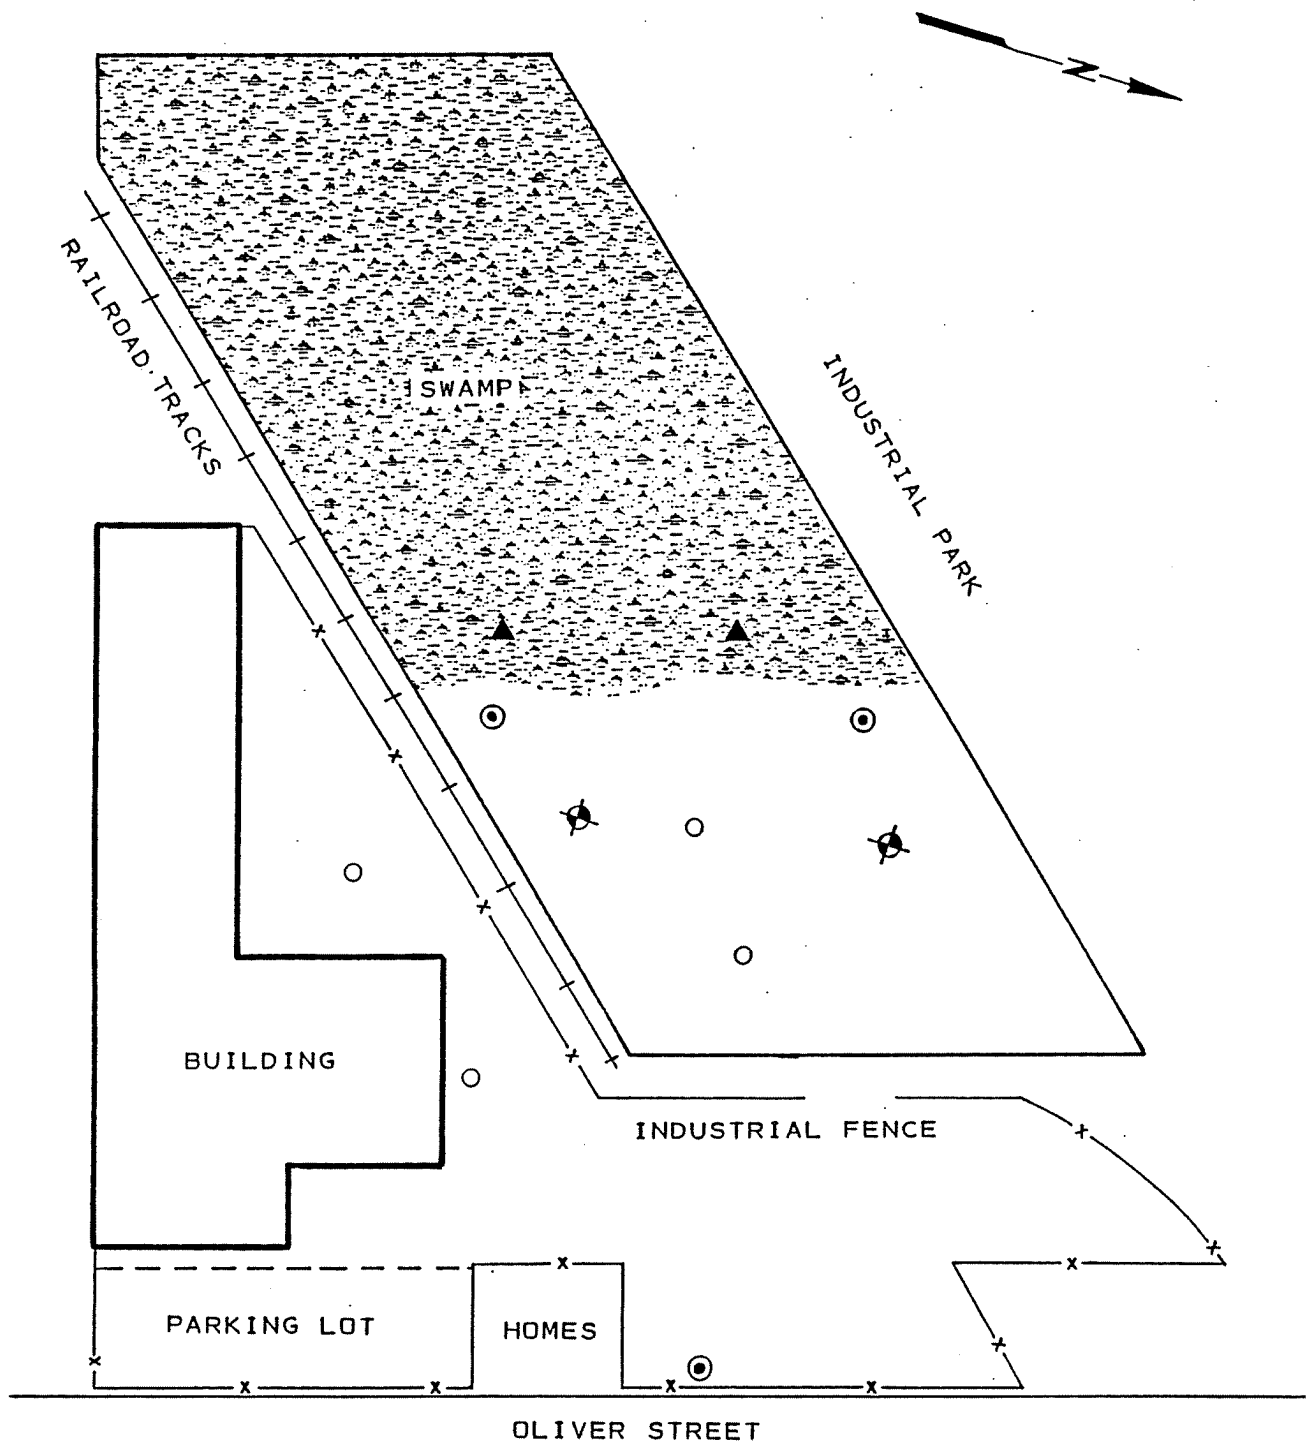 N
SWAMP
RAILROAD TRACKS
INDUSTRIAL PARK
BUILDING
INDUSTRIAL FENCE
PARKING LOT
HOMES
OLIVER STREET